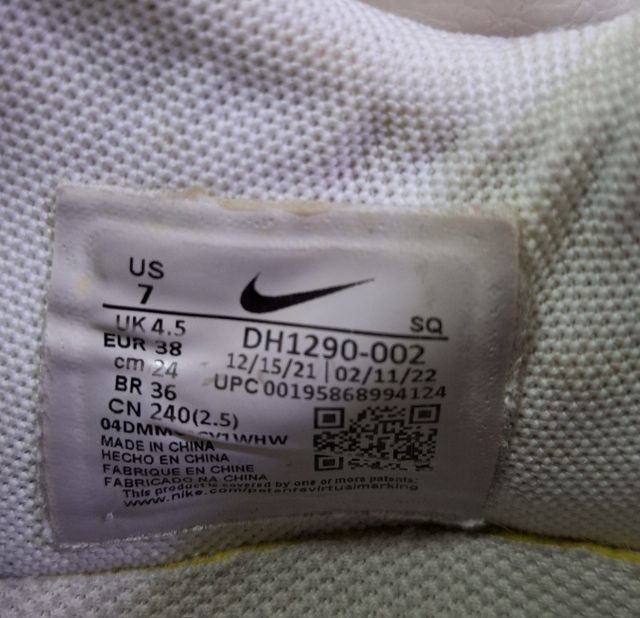 US
7
UK 4.5
EUR 38
cm 24
BR 36
CN 240(2.5)
SQ
DH1290-002
12/15/21 | 02/11/22
UPC 00195868994124
MADE IN CHINA
HECHO EN CHINA
FABRIQUE EN CHINE
FABRICADO NA CHINA
This product is covered by one or more patents:
www.nike.com/patentsvirtualmarking